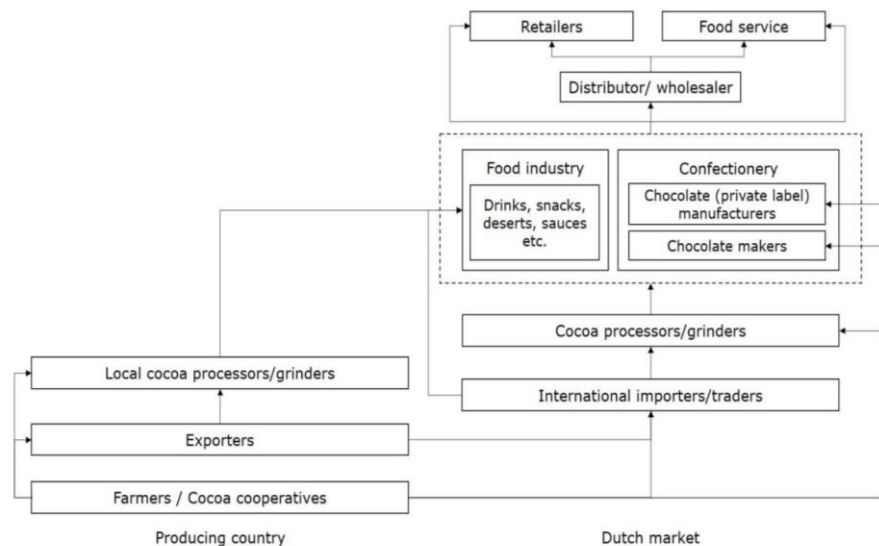 Retailers
Food service
Distributor/ wholesaler
Food industry
Drinks, snacks,
deserts, sauces
etc.
Confectionery
Chocolate (private label)
manufacturers
Chocolate makers
Cocoa processors/grinders
Local cocoa processors/grinders
International importers/traders
Exporters
Farmers / Cocoa cooperatives
Producing country
Dutch market